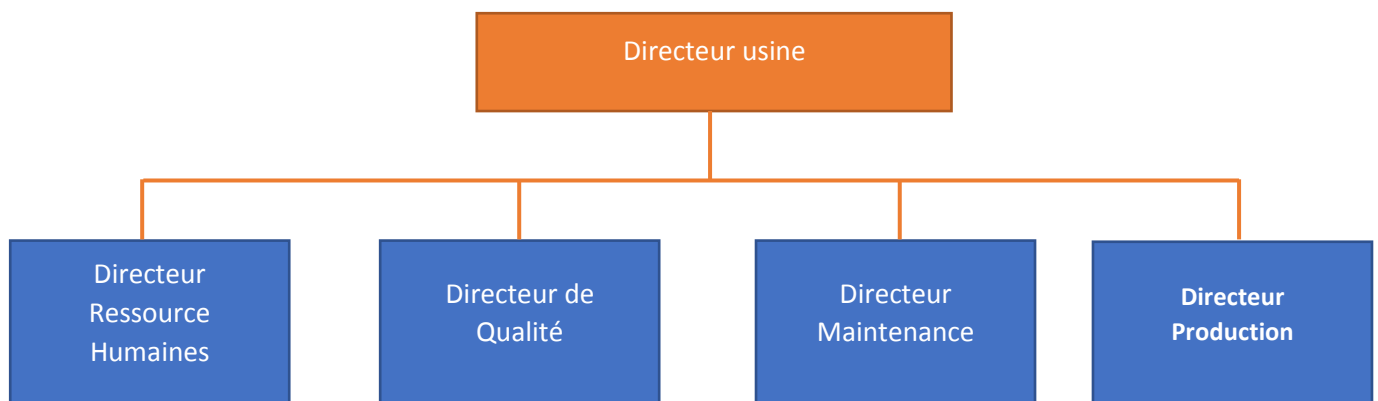 Directeur usine
Directeur
Ressource
Humaines
Directeur de
Qualité
Directeur
Maintenance
Directeur
Production